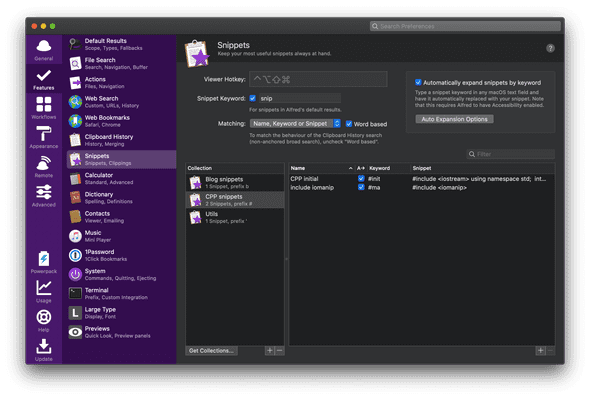 Search Preferences
General
Features
Workflows
Appearance
Remote
Advanced
Powerpack
Usage
Help
Update
Default Results
Scope, Types, Fallbacks
File Search
Search, Navigation, Buffer
Actions
Files, Navigation
Web Search
Custom, URLs, History
Web Bookmarks
Safari, Chrome
Clipboard History
History, Merging
Snippets
Snippets, Clippings
Calculator
Standard, Advanced
Dictionary
Spelling, Definitions
Contacts
Viewer, Emailing
Music
Mini Player
1Password
1Click Bookmarks
System
Commands, Quitting, Ejecting
Terminal
Prefix, Custom Integration
Large Type
Display, Font
Previews
Quick Look, Preview panels
Snippets
Keep your most useful snippets always at hand.
?
Viewer Hotkey: ⌃⌥⇧⌘
Snippet Keyword: snip
For snippets in Alfred's default results.
Matching: Name, Keyword or Snippet Word based
To match the behaviour of the Clipboard History search
(non-anchored broad search), uncheck "Word based".
Automatically expand snippets by keyword
Type a snippet keyword in any macOS text field and
have it automatically replaced with your snippet. Note
that this requires Alfred to have Accessibility enabled.
Auto Expansion Options
Filter
Collection
Blog snippets
1 Snippet, prefix b
CPP snippets
2 Snippets, prefix #
Utils
1 Snippet, prefix '
Get Collections...
Name Keyword Snippet
CPP initial #init #include <iostream> using namespace std; int...
include iomanip #ma #include <iomanip>